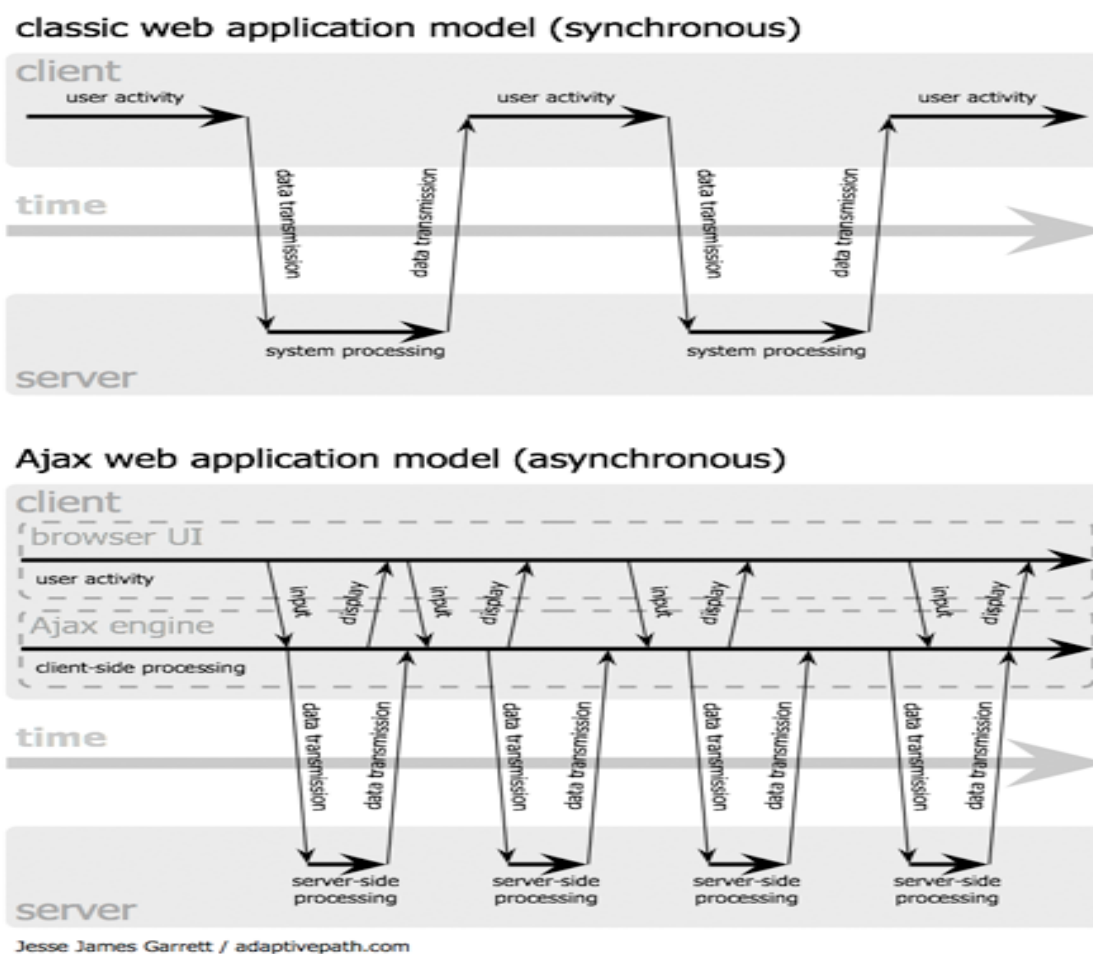 classic web application model (synchronous)
client
user activity
user activity
user activity
data transmission
data transmission
data transmission
data transmission
time
system processing
system processing
server
Ajax web application model (asynchronous)
client
browser UI
user activity
input
display
input
display
input
display
input
display
Ajax engine
client-side processing
data transmission
data transmission
data transmission
data transmission
data transmission
data transmission
data transmission
data transmission
time
server-side
processing
server-side
processing
server-side
processing
server-side
processing
server
Jesse James Garrett / adaptivepath.com